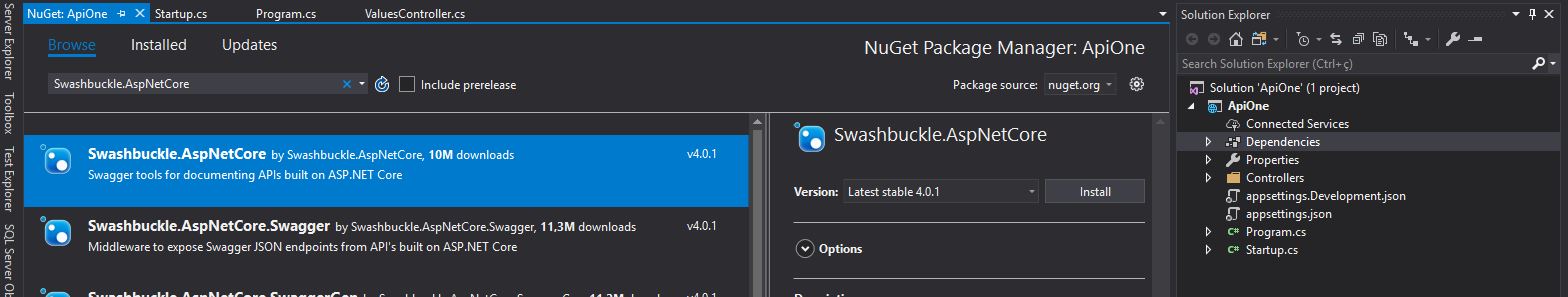 Server Explorer
Toolbox
Test Explorer
SQL Server Ob
NuGet: ApiOne
Startup.cs
Program.cs
ValuesController.cs
Browse
Installed
Updates
NuGet Package Manager: ApiOne
Swashbuckle.AspNetCore
Include prerelease
Package source: nuget.org
Swashbuckle.AspNetCore by Swashbuckle.AspNetCore, 10M downloads v4.0.1
Swagger tools for documenting APIs built on ASP.NET Core
Swashbuckle.AspNetCore.Swagger by Swashbuckle.AspNetCore.Swagger, 11,3M downloads v4.0.1
Middleware to expose Swagger JSON endpoints from API's built on ASP.NET Core
Swashbuckle.AspNetCore
Version: Latest stable 4.0.1 Install
Options
Solution Explorer
Search Solution Explorer (Ctrl+ç)
Solution 'ApiOne' (1 project)
ApiOne
Connected Services
Dependencies
Properties
Controllers
appsettings.Development.json
appsettings.json
C# Program.cs
C# Startup.cs